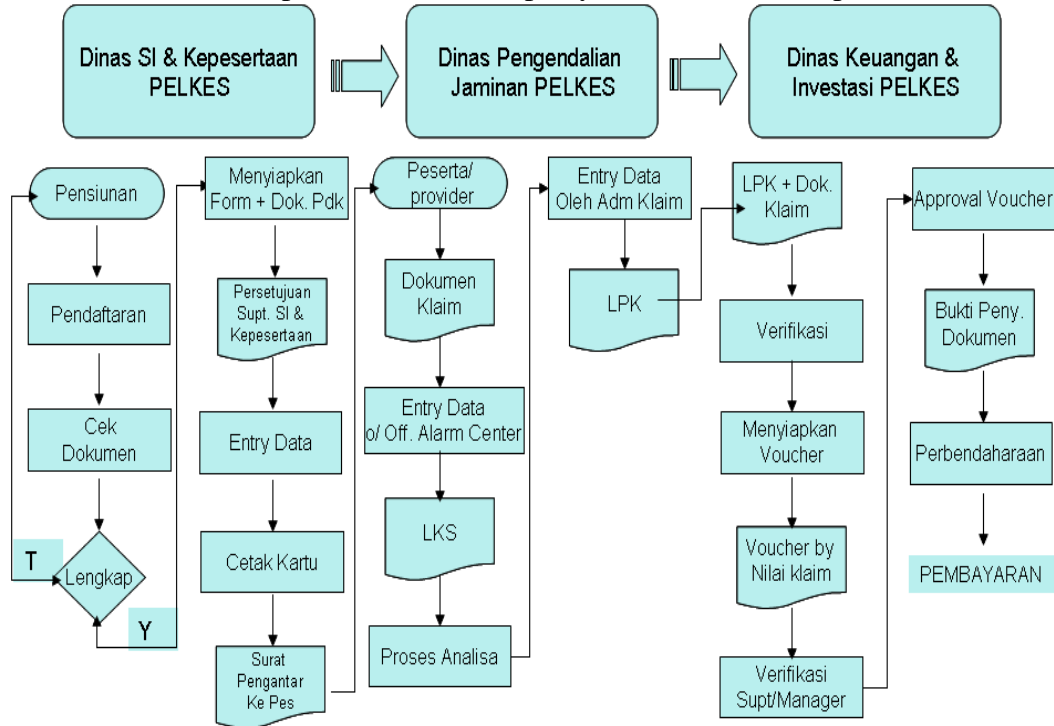 Dinas SI & Kepesertaan
PELKES
Dinas Pengendalian
Jaminan PELKES
Dinas Keuangan &
Investasi PELKES
Pensiunan
Pendaftaran
Cek
Dokumen
Lengkap
T
Y
Menyiapkan
Form + Dok. Pdk
Persetujuan
Supt. SI &
Kepesertaan
Entry Data
Cetak Kartu
Surat
Pengantar
Ke Pes
Peserta/
provider
Dokumen
Klaim
Entry Data
o/ Off. Alarm Center
LKS
Proses Analisa
Entry Data
Oleh Adm Klaim
LPK
LPK + Dok.
Klaim
Verifikasi
Menyiapkan
Voucher
Voucher by
Nilai klaim
Verifikasi
Supt/Manager
Approval Voucher
Bukti Peny.
Dokumen
Perbendaharaan
PEMBAYARAN